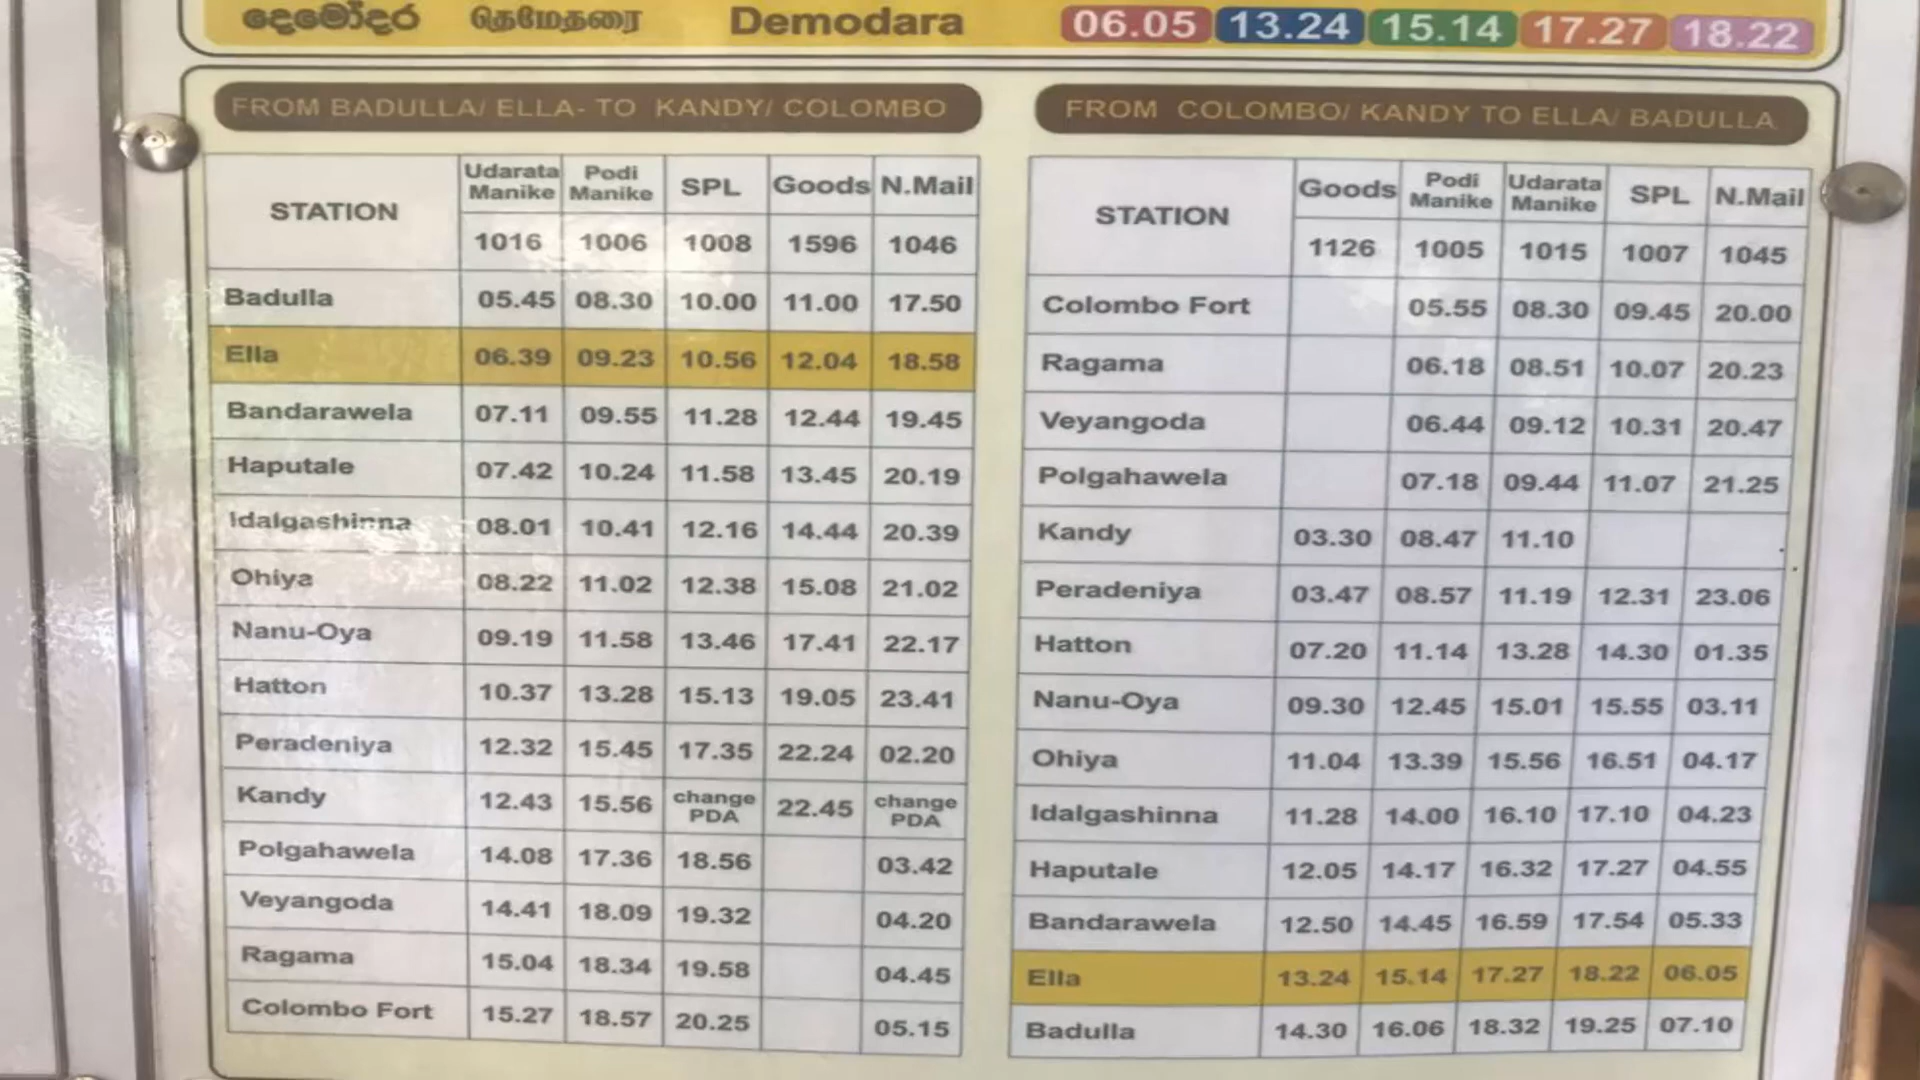 දෙමෝදර தெமோதரை Demodara 06.05 13.24 15.14 17.27 18.22
FROM BADULLA/ ELLA- TO KANDY/ COLOMBO
STATION Udarata Manike Podi Manike SPL Goods N.Mail
1016 1006 1008 1596 1046
Badulla 05.45 08.30 10.00 11.00 17.50
Ella 06.39 09.23 10.56 12.04 18.58
Bandarawela 07.11 09.55 11.28 12.44 19.45
Haputale 07.42 10.24 11.58 13.45 20.19
Idalgashinna 08.01 10.41 12.16 14.44 20.39
Ohiya 08.22 11.02 12.38 15.08 21.02
Nanu-Oya 09.19 11.58 13.46 17.41 22.17
Hatton 10.37 13.28 15.13 19.05 23.41
Peradeniya 12.32 15.45 17.35 22.24 02.20
Kandy 12.43 15.56 change PDA 22.45 change PDA
Polgahawela 14.08 17.36 18.56 03.42
Veyangoda 14.41 18.09 19.32 04.20
Ragama 15.04 18.34 19.58 04.45
Colombo Fort 15.27 18.57 20.25 05.15
FROM COLOMBO/ KANDY TO ELLA/ BADULLA
STATION Goods Podi Manike Udarata Manike SPL N.Mail
1126 1005 1015 1007 1045
Colombo Fort 05.55 08.30 09.45 20.00
Ragama 06.18 08.51 10.07 20.23
Veyangoda 06.44 09.12 10.31 20.47
Polgahawela 07.18 09.44 11.07 21.25
Kandy 03.30 08.47 11.10
Peradeniya 03.47 08.57 11.19 12.31 23.06
Hatton 07.20 11.14 13.28 14.30 01.35
Nanu-Oya 09.30 12.45 15.01 15.55 03.11
Ohiya 11.04 13.39 15.56 16.51 04.17
Idalgashinna 11.28 14.00 16.10 17.10 04.23
Haputale 12.05 14.17 16.32 17.27 04.55
Bandarawela 12.50 14.45 16.59 17.54 05.33
Ella 13.24 15.14 17.27 18.22 06.05
Badulla 14.30 16.06 18.32 19.25 07.10